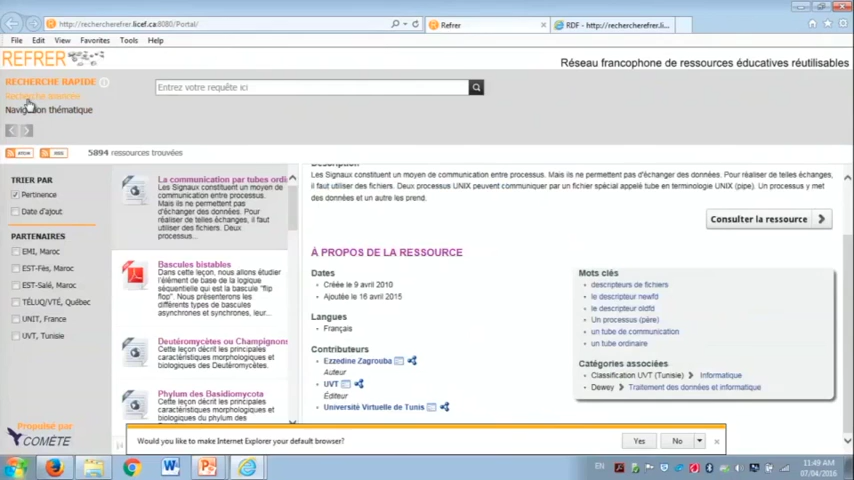 http://rechercherefrer.licef.ca:8080/Portal/
Refrer
RDF - http://rechercherefrer.li...
File Edit View Favorites Tools Help
REFRER
Réseau francophone de ressources éducatives réutilisables
RECHERCHE RAPIDE
Recherche avancée
Navigation thématique
Entrez votre requête ici
ATOM RSS 5894 ressources trouvées
TRIER PAR
Pertinence
Date d'ajout
PARTENAIRES
EMI, Maroc
EST-Fès, Maroc
EST-Salé, Maroc
TÉLUQ/VTÉ, Québec
UNIT, France
UVT, Tunisie
Propulsé par
COMÈTE
La communication par tubes ordi
Les Signaux constituent un moyen de
communication entre processus.
Mais ils ne permettent pas
d'échanger des données. Pour
réaliser de telles échanges, il
faut utiliser des fichiers. Deux
processus...
Bascules bistables
Dans cette leçon, nous allons étudier
l'élément de base de la logique
séquentielle qui est la bascule "flip
flop". Nous présenterons les
différents types de bascules
asynchrones et synchrones, leur...
Deutéromycètes ou Champignons
Cette leçon décrit les principales
caractéristiques morphologiques et
biologiques des Deutéromycètes.
Phylum des Basidiomycota
Cette leçon décrit les principales
caractéristiques morphologiques et
biologiques du phylum des
Description
Les Signaux constituent un moyen de communication entre processus. Mais ils ne permettent pas d'échanger des données. Pour réaliser de telles échanges,
il faut utiliser des fichiers. Deux processus UNIX peuvent communiquer par un fichier spécial appelé tube en terminologie UNIX (pipe). Un processus y met
des données et un autre les prend.
Consulter la ressource
À PROPOS DE LA RESSOURCE
Dates
Créée le 9 avril 2010
Ajoutée le 16 avril 2015
Langues
Français
Contributeurs
Ezzedine Zagrouba
Auteur
UVT
Éditeur
Université Virtuelle de Tunis
Mots clés
descripteurs de fichiers
le descripteur newfd
le descripteur oldfd
Un processus (père)
un tube de communication
un tube ordinaire
Catégories associées
Classification UVT (Tunisie) Informatique
Dewey Traitement des données et informatique
Would you like to make Internet Explorer your default browser? Yes No
EN
11:49 AM
07/04/2016